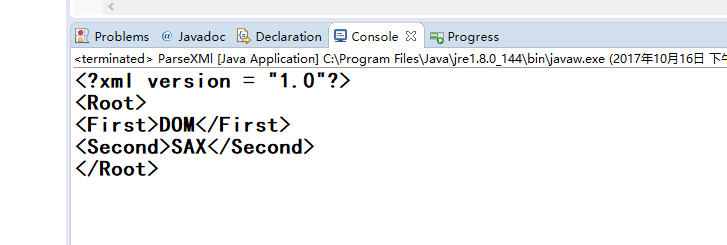 Problems @ Javadoc Declaration Console Progress
<terminated> ParseXMl [Java Application] C:\Program Files\Java\jre1.8.0_144\bin\javaw.exe (2017年10月16日 下午
<?xml version = "1.0"?>
<Root>
<First>DOM</First>
<Second>SAX</Second>
</Root>